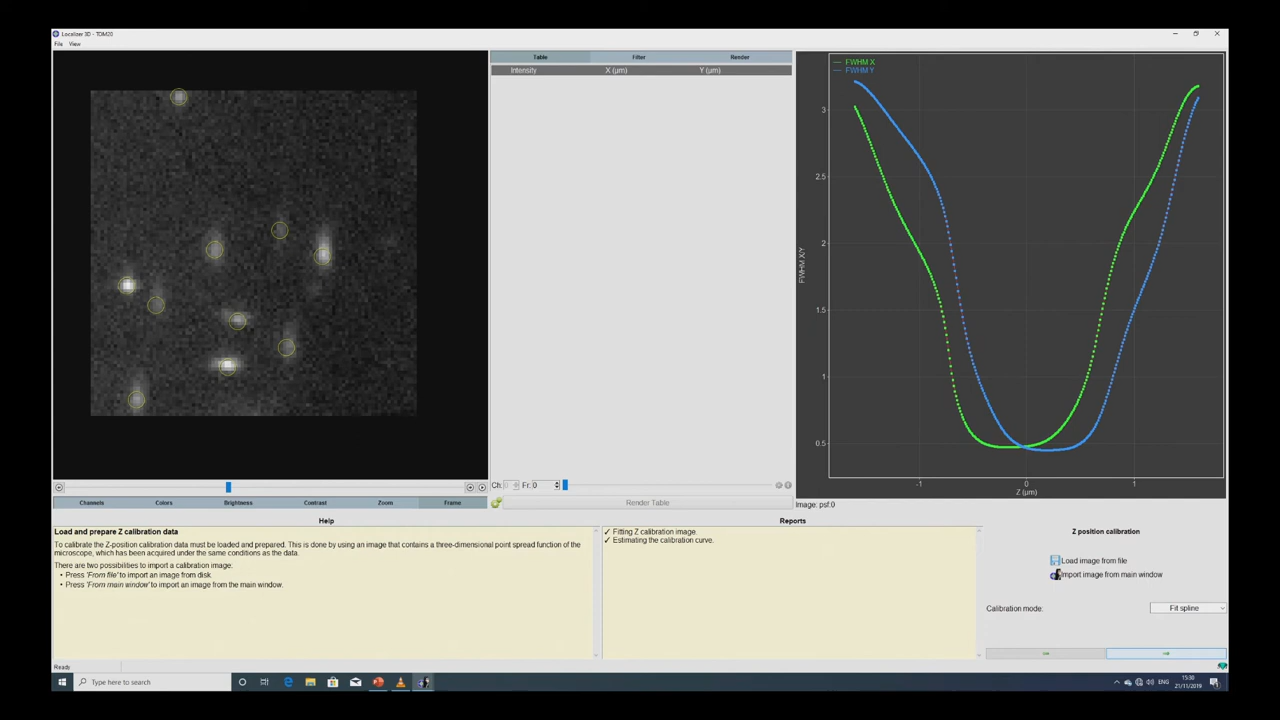 Localizer 3D - TDM20
File View
Table Filter Render
Intensity X (µm) Y (µm)
FWHM X
FWHM Y
3
2.5
2
1.5
1
0.5
FWHM X/Y
-1 0 1
Z (µm)
Image: psf:0
Ch: 0 Fr: 0
Render Table
Channels Colors Brightness Contrast Zoom Frame
Help
Load and prepare Z calibration data
To calibrate the Z-position calibration data must be loaded and prepared. This is done by using an image that contains a three-dimensional point spread function of the
microscope, which has been acquired under the same conditions as the data.
There are two possibilities to import a calibration image:
• Press 'From file' to import an image from disk.
• Press 'From main window' to import an image from the main window.
Reports
✓ Fitting Z calibration image.
✓ Estimating the calibration curve.
Z position calibration
Load image from file
Import image from main window
Calibration mode: Fit spline
Ready
Type here to search
ENG
15:30
21/11/2019